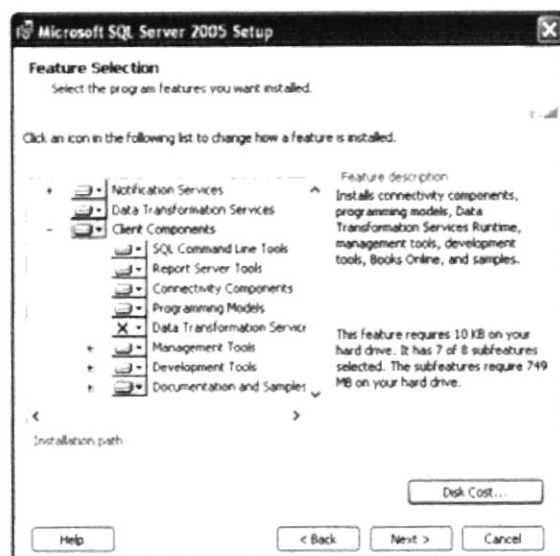 Microsoft SQL Server 2005 Setup
Feature Selection
Select the program features you want installed.
Click an icon in the following list to change how a feature is installed.
Notification Services
Data Transformation Services
Client Components
SQL Command Line Tools
Report Server Tools
Connectivity Components
Programming Models
Data Transformation Service
Management Tools
Development Tools
Documentation and Samples
Feature description
Installs connectivity components,
programming models, Data
Transformation Services Runtime,
management tools, development
tools, Books Online, and samples.
This feature requires 10 KB on your
hard drive. It has 7 of 8 subfeatures
selected. The subfeatures require 749
MB on your hard drive.
Installation path
Disk Cost...
Help
< Back
Next >
Cancel